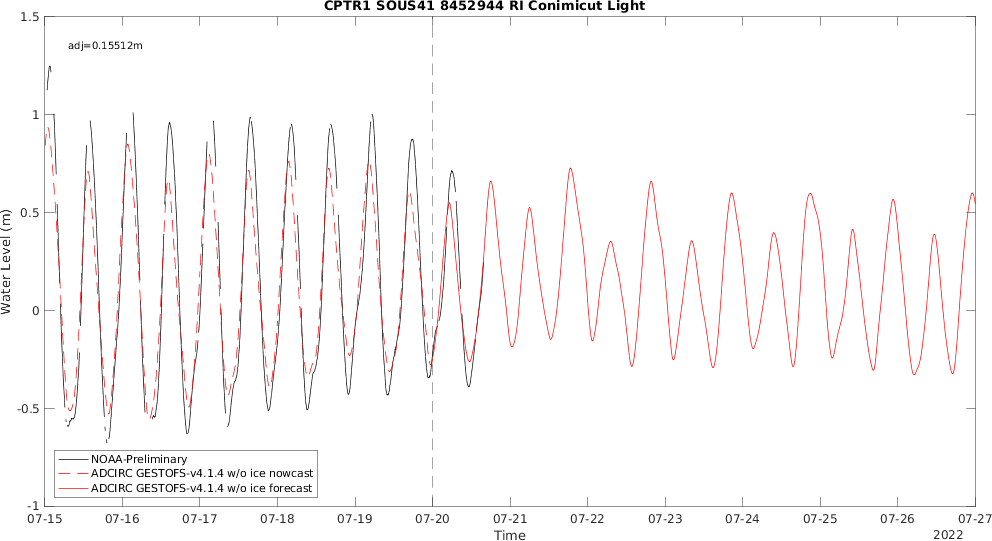 CPTR1 SOUS41 8452944 RI Conimicut Light
adj=0.15512m
Water Level (m)
1.5
1
0.5
0
-0.5
-1
NOAA-Preliminary
ADCIRC GESTOFS-v4.1.4 w/o ice nowcast
ADCIRC GESTOFS-v4.1.4 w/o ice forecast
07-15 07-16 07-17 07-18 07-19 07-20 07-21 07-22 07-23 07-24 07-25 07-26 07-27
Time
2022